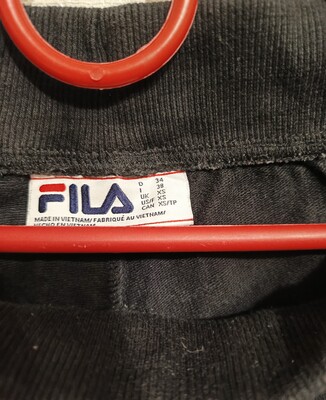 FILA
D 34
I 38
UK XS
US/F XS
CAN XS/TP
MADE IN VIETNAM/ FABRIQUÉ AU VIETNAM/
HECHO EN VIETNAM